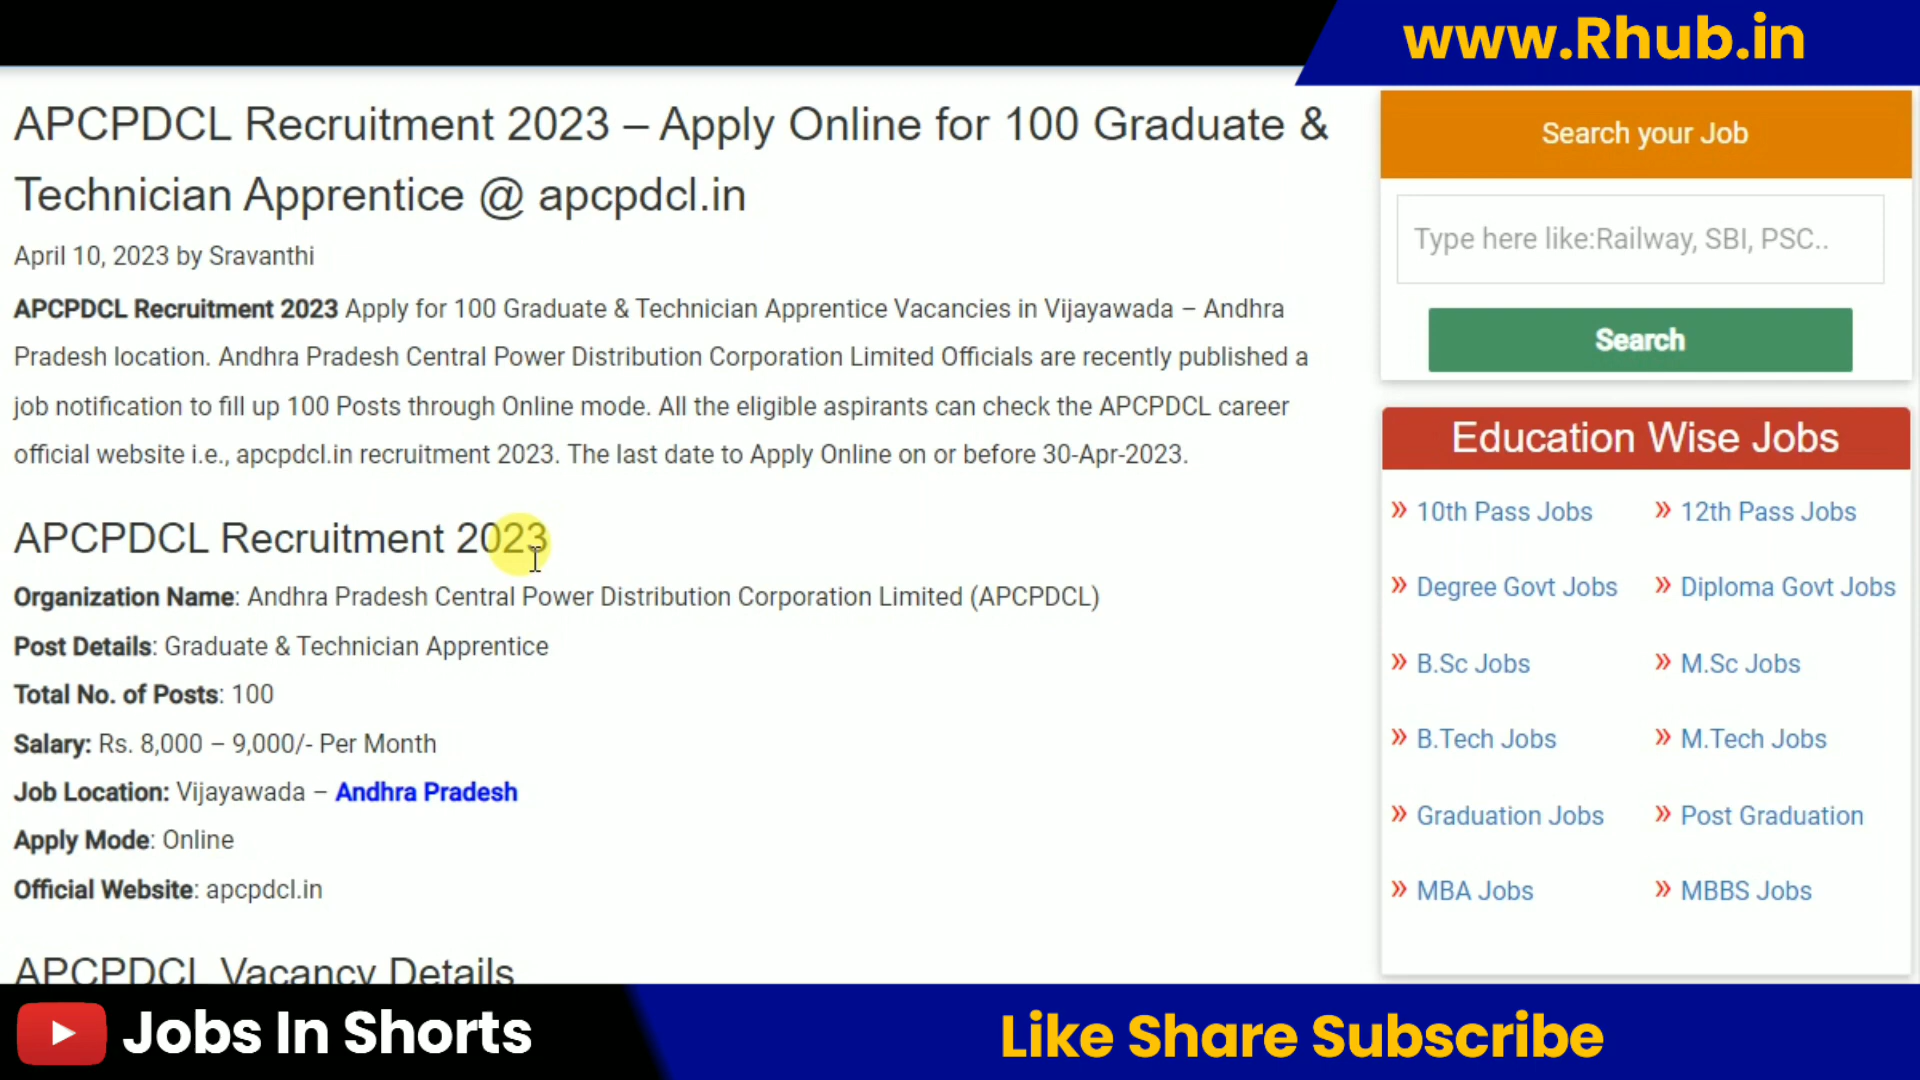 www.Rhub.in
APCPDCL Recruitment 2023 – Apply Online for 100 Graduate &
Technician Apprentice @ apcpdcl.in
April 10, 2023 by Sravanthi
APCPDCL Recruitment 2023 Apply for 100 Graduate & Technician Apprentice Vacancies in Vijayawada – Andhra
Pradesh location. Andhra Pradesh Central Power Distribution Corporation Limited Officials are recently published a
job notification to fill up 100 Posts through Online mode. All the eligible aspirants can check the APCPDCL career
official website i.e., apcpdcl.in recruitment 2023. The last date to Apply Online on or before 30-Apr-2023.
APCPDCL Recruitment 2023
Organization Name: Andhra Pradesh Central Power Distribution Corporation Limited (APCPDCL)
Post Details: Graduate & Technician Apprentice
Total No. of Posts: 100
Salary: Rs. 8,000 – 9,000/- Per Month
Job Location: Vijayawada – Andhra Pradesh
Apply Mode: Online
Official Website: apcpdcl.in
APCPDCL Vacancy Details
Search your Job
Type here like:Railway, SBI, PSC..
Search
Education Wise Jobs
» 10th Pass Jobs » 12th Pass Jobs
» Degree Govt Jobs » Diploma Govt Jobs
» B.Sc Jobs » M.Sc Jobs
» B.Tech Jobs » M.Tech Jobs
» Graduation Jobs » Post Graduation
» MBA Jobs » MBBS Jobs
Jobs In Shorts
Like Share Subscribe